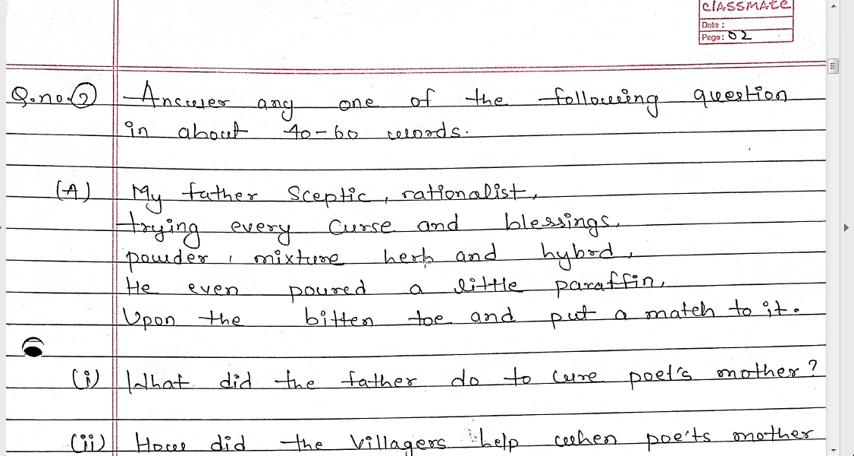 CLASSMATE
Date :
Page: 02
Q.no.② Answer any one of the following question
in about 40-60 words.
(A) My father Sceptic, rationalist,
trying every curse and blessings,
powder, mixture herb and hybrd,
He even poured a little paraffin,
Upon the bitten toe and put a match to it.
(i) What did the father do to cure poet's mother?
(ii) How did the villagers help when poe'ts mother